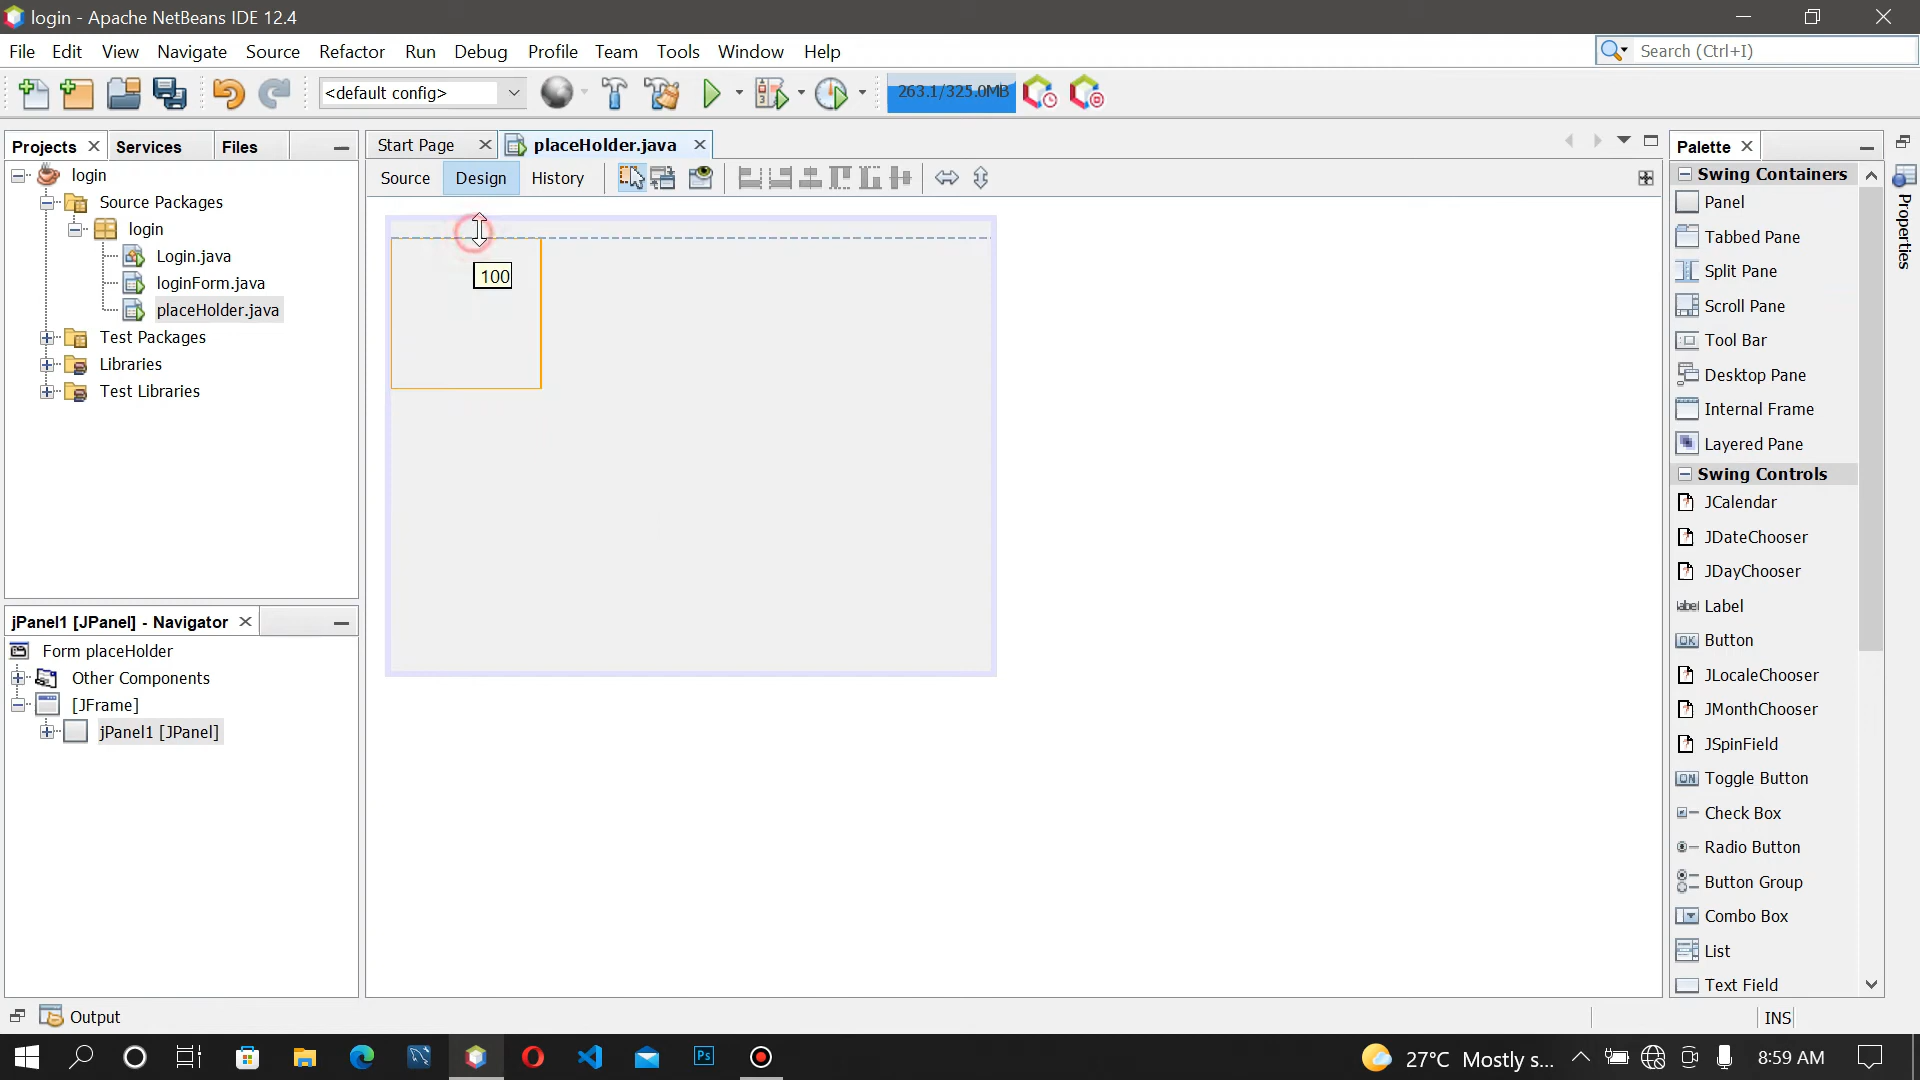 login - Apache NetBeans IDE 12.4
File Edit View Navigate Source Refactor Run Debug Profile Team Tools Window Help
Search (Ctrl+I)
<default config>
263.1/325.0MB
Projects Services Files
Start Page placeHolder.java
Palette
Source Design History
login
Source Packages
login
Login.java
loginForm.java
placeHolder.java
Test Packages
Libraries
Test Libraries
100
jPanel1 [JPanel] - Navigator
Form placeHolder
Other Components
[JFrame]
jPanel1 [JPanel]
Swing Containers
Panel
Tabbed Pane
Split Pane
Scroll Pane
Tool Bar
Desktop Pane
Internal Frame
Layered Pane
Swing Controls
JCalendar
JDateChooser
JDayChooser
Label
Button
JLocaleChooser
JMonthChooser
JSpinField
Toggle Button
Check Box
Radio Button
Button Group
Combo Box
List
Text Field
Properties
Output
INS
Ps
27°C Mostly s...
8:59 AM